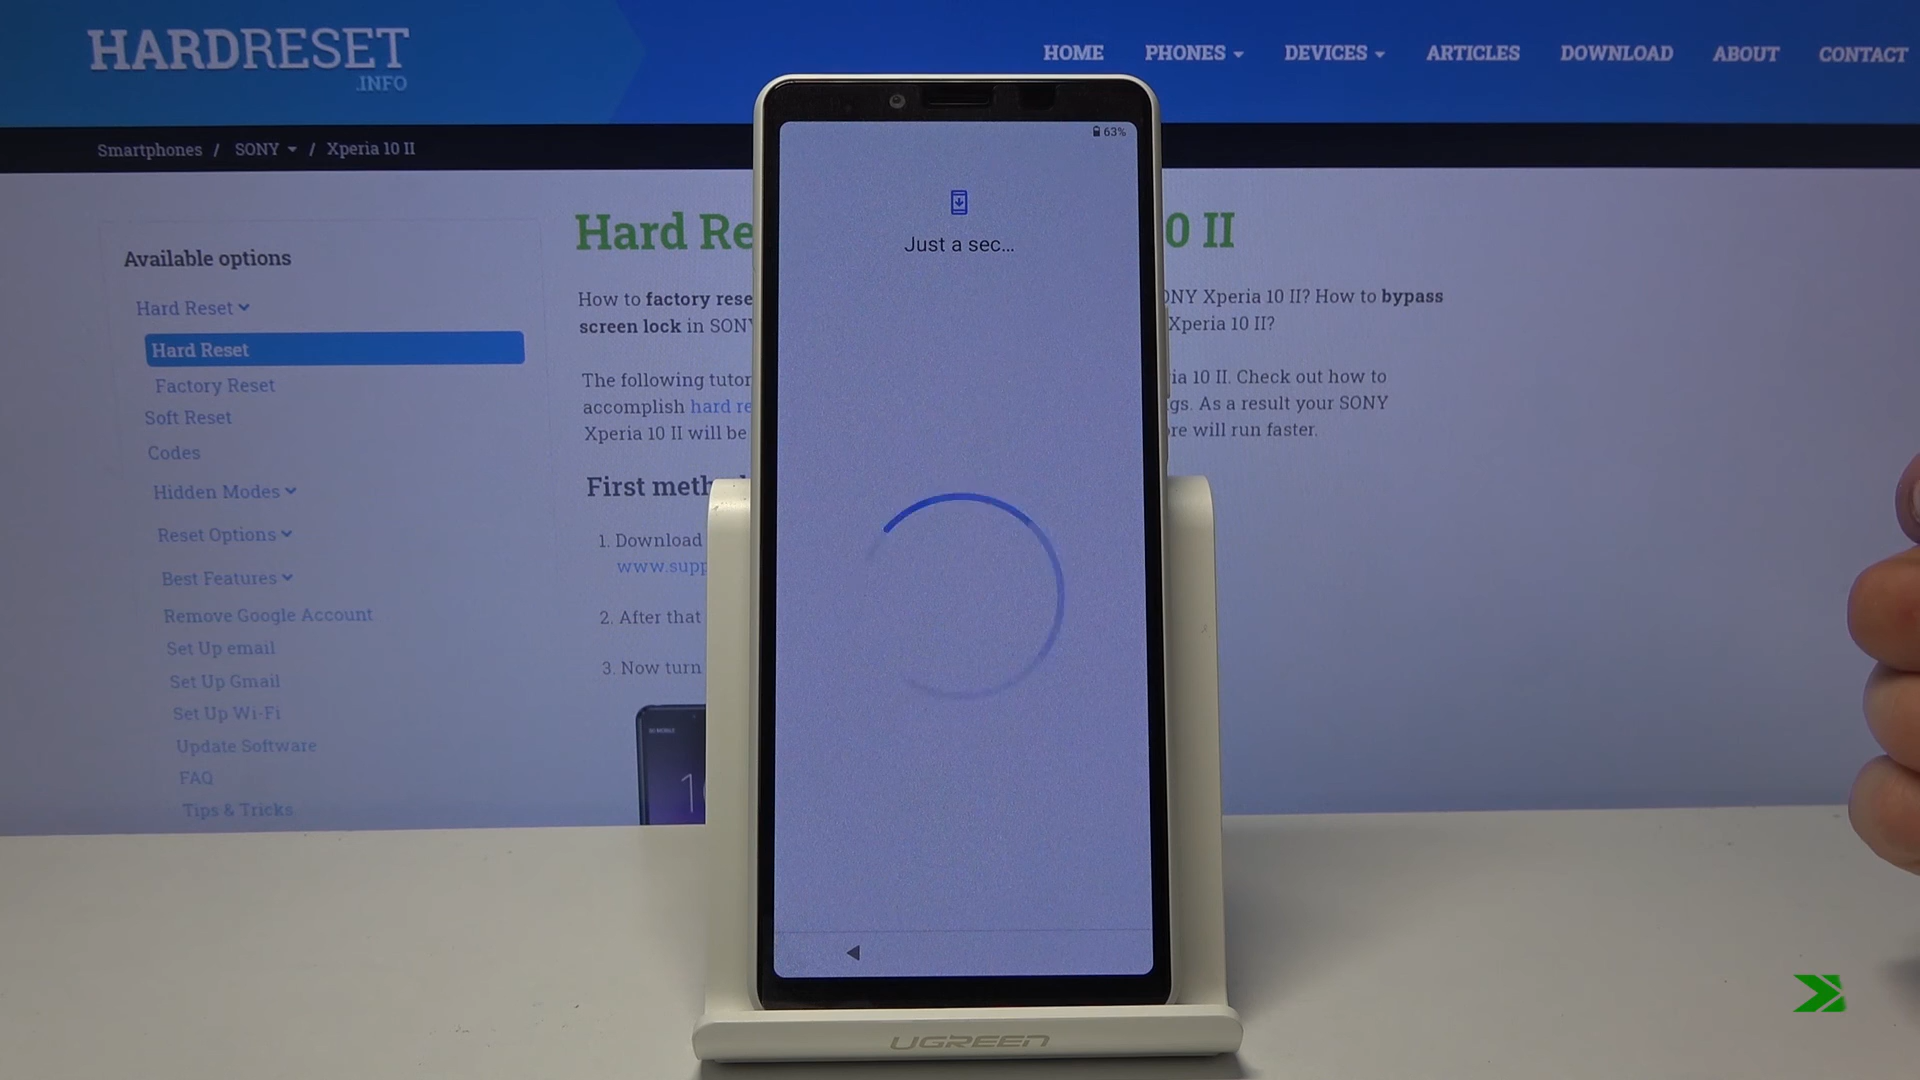 HARDRESET
.INFO
HOME PHONES DEVICES ARTICLES DOWNLOAD ABOUT CONTACT
Smartphones / SONY / Xperia 10 II
63%
Just a sec...
Available options
Hard Reset
Hard Reset
Factory Reset
Soft Reset
Codes
Hidden Modes
Reset Options
Best Features
Remove Google Account
Set Up email
Set Up Gmail
Set Up Wi-Fi
Update Software
FAQ
Tips & Tricks
Hard Re 0 II
How to factory rese ONY Xperia 10 II? How to bypass
screen lock in SONY Xperia 10 II?
The following tutor ia 10 II. Check out how to
accomplish hard re gs. As a result your SONY
Xperia 10 II will be re will run faster.
First meth
1. Download
www.supp
2. After that
3. Now turn
UGREEN